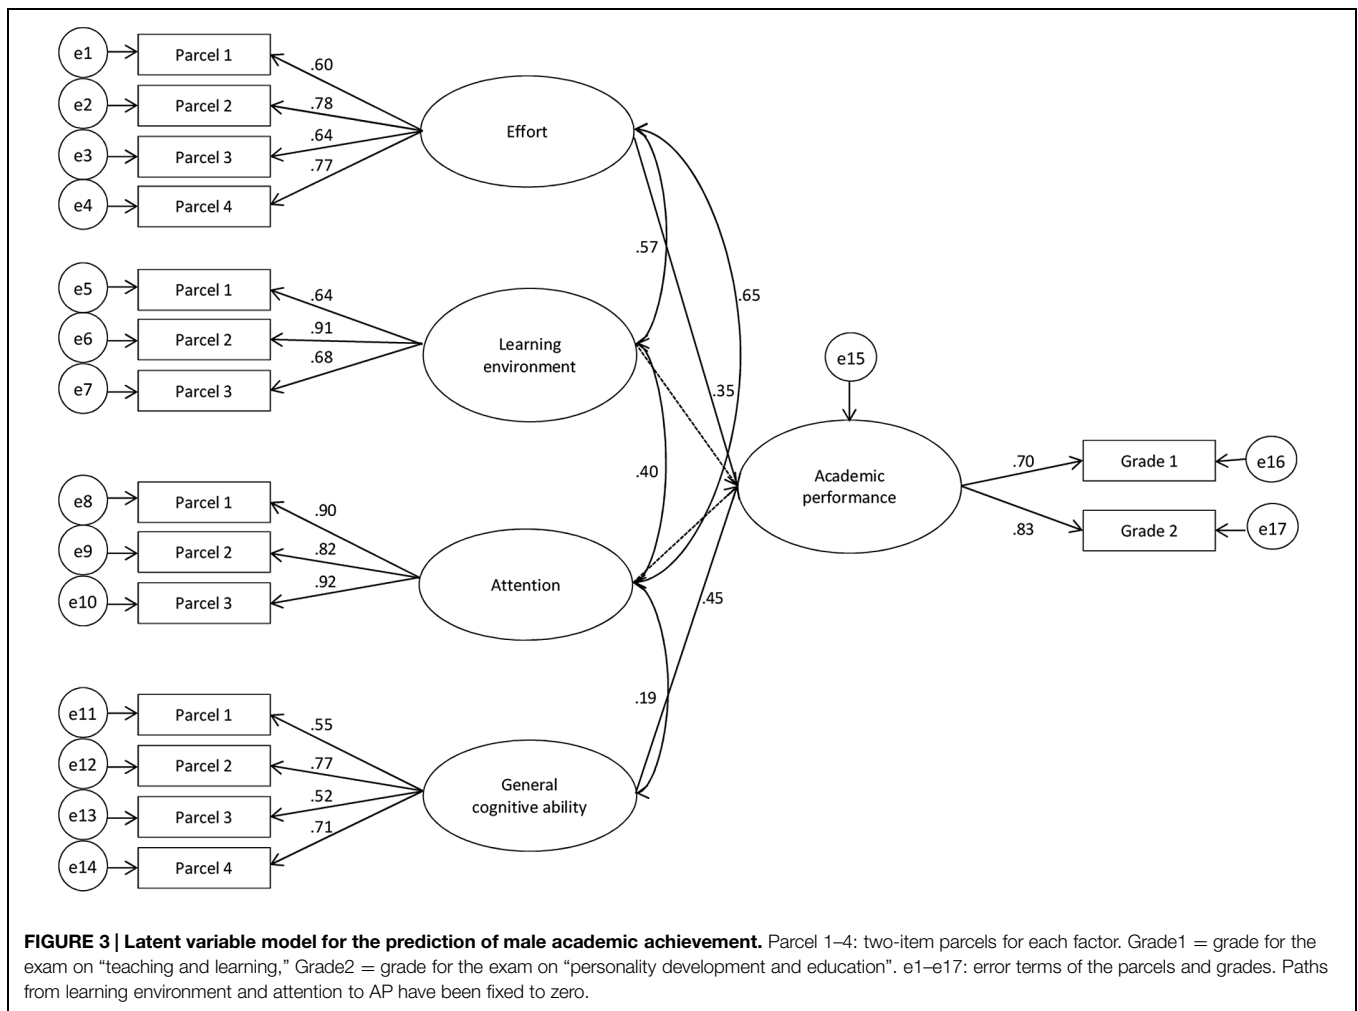 e1
Parcel 1
.60
e2
Parcel 2
.78
e3
Parcel 3
.64
e4
Parcel 4
.77
Effort
e5
Parcel 1
.64
e6
Parcel 2
.91
e7
Parcel 3
.68
Learning
environment
.57
.65
e15
.35
e8
Parcel 1
.90
e9
Parcel 2
.82
e10
Parcel 3
.92
Attention
.40
Academic
performance
.70
Grade 1
e16
.83
Grade 2
e17
.45
e11
Parcel 1
.55
e12
Parcel 2
.77
e13
Parcel 3
.52
e14
Parcel 4
.71
General
cognitive ability
.19
FIGURE 3 | Latent variable model for the prediction of male academic achievement. Parcel 1–4: two-item parcels for each factor. Grade1 = grade for the
exam on “teaching and learning,” Grade2 = grade for the exam on “personality development and education”. e1–e17: error terms of the parcels and grades. Paths
from learning environment and attention to AP have been fixed to zero.